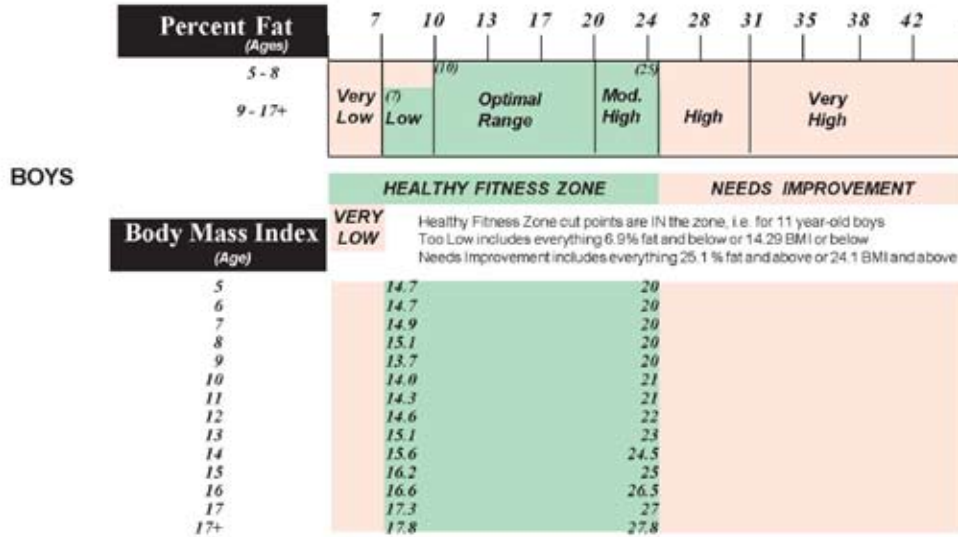 Percent Fat 7 10 13 17 20 24 28 31 35 38 42
(Ages)
5 - 8 (10) (25)
9 - 17+ Very Low (7) Low Optimal Range Mod. High High Very High
BOYS
HEALTHY FITNESS ZONE NEEDS IMPROVEMENT
VERY LOW
Healthy Fitness Zone cut points are IN the zone, i.e. for 11 year-old boys
Too Low includes everything 6.9% fat and below or 14.29 BMI or below
Needs Improvement includes everything 25.1 % fat and above or 24.1 BMI and above
Body Mass Index
(Age)
5 14.7 20
6 14.7 20
7 14.9 20
8 15.1 20
9 13.7 20
10 14.0 21
11 14.3 21
12 14.6 22
13 15.1 23
14 15.6 24.5
15 16.2 25
16 16.6 26.5
17 17.3 27
17+ 17.8 27.8